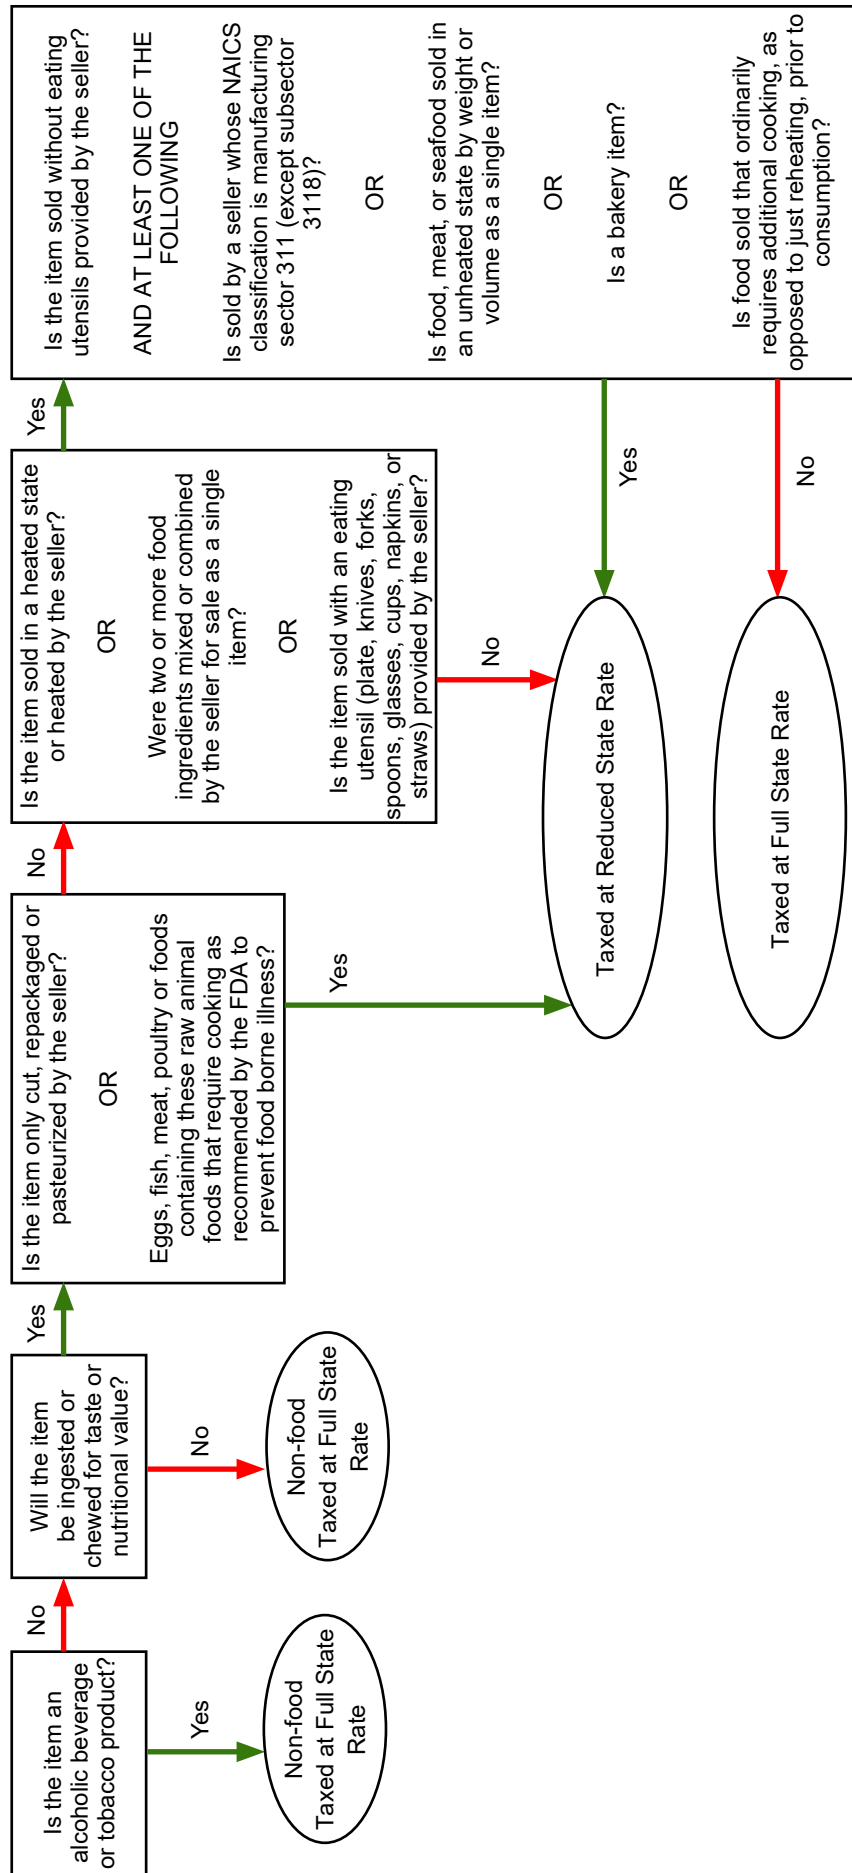 Is the item an
alcoholic beverage
or tobacco product?
Yes
Non-food
Taxed at Full State
Rate
No
Will the item
be ingested or
chewed for taste or
nutritional value?
No
Non-food
Taxed at Full State
Rate
Yes
Is the item only cut, repackaged or
pasteurized by the seller?
OR
Eggs, fish, meat, poultry or foods
containing these raw animal
foods that require cooking as
recommended by the FDA to
prevent food borne illness?
Yes
No
Is the item sold in a heated state
or heated by the seller?
OR
Were two or more food
ingredients mixed or combined
by the seller for sale as a single
item?
OR
Is the item sold with an eating
utensil (plate, knives, forks,
spoons, glasses, cups, napkins, or
straws) provided by the seller?
No
Yes
Is the item sold without eating
utensils provided by the seller?
AND AT LEAST ONE OF THE
FOLLOWING
Is sold by a seller whose NAICS
classification is manufacturing
sector 311 (except subsector
3118)?
OR
Is food, meat, or seafood sold in
an unheated state by weight or
volume as a single item?
OR
Is a bakery item?
OR
Is food sold that ordinarily
requires additional cooking, as
opposed to just reheating, prior to
consumption?
Yes
Taxed at Reduced State Rate
No
Taxed at Full State Rate